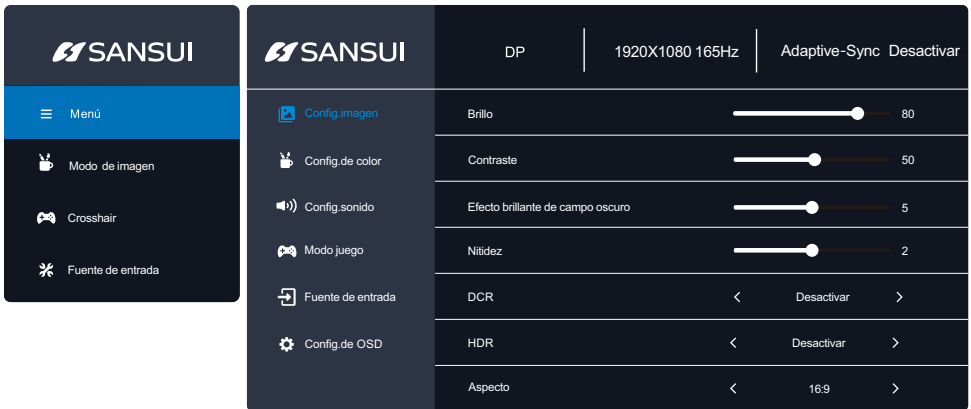 SANSUI
Menú
Modo de imagen
Crosshair
Fuente de entrada
SANSUI
DP
1920X1080 165Hz
Adaptive-Sync Desactivar
Config.imagen
Config.de color
Config.sonido
Modo juego
Fuente de entrada
Config.de OSD
Brillo 80
Contraste 50
Efecto brillante de campo oscuro 5
Nitidez 2
DCR Desactivar
HDR Desactivar
Aspecto 16:9